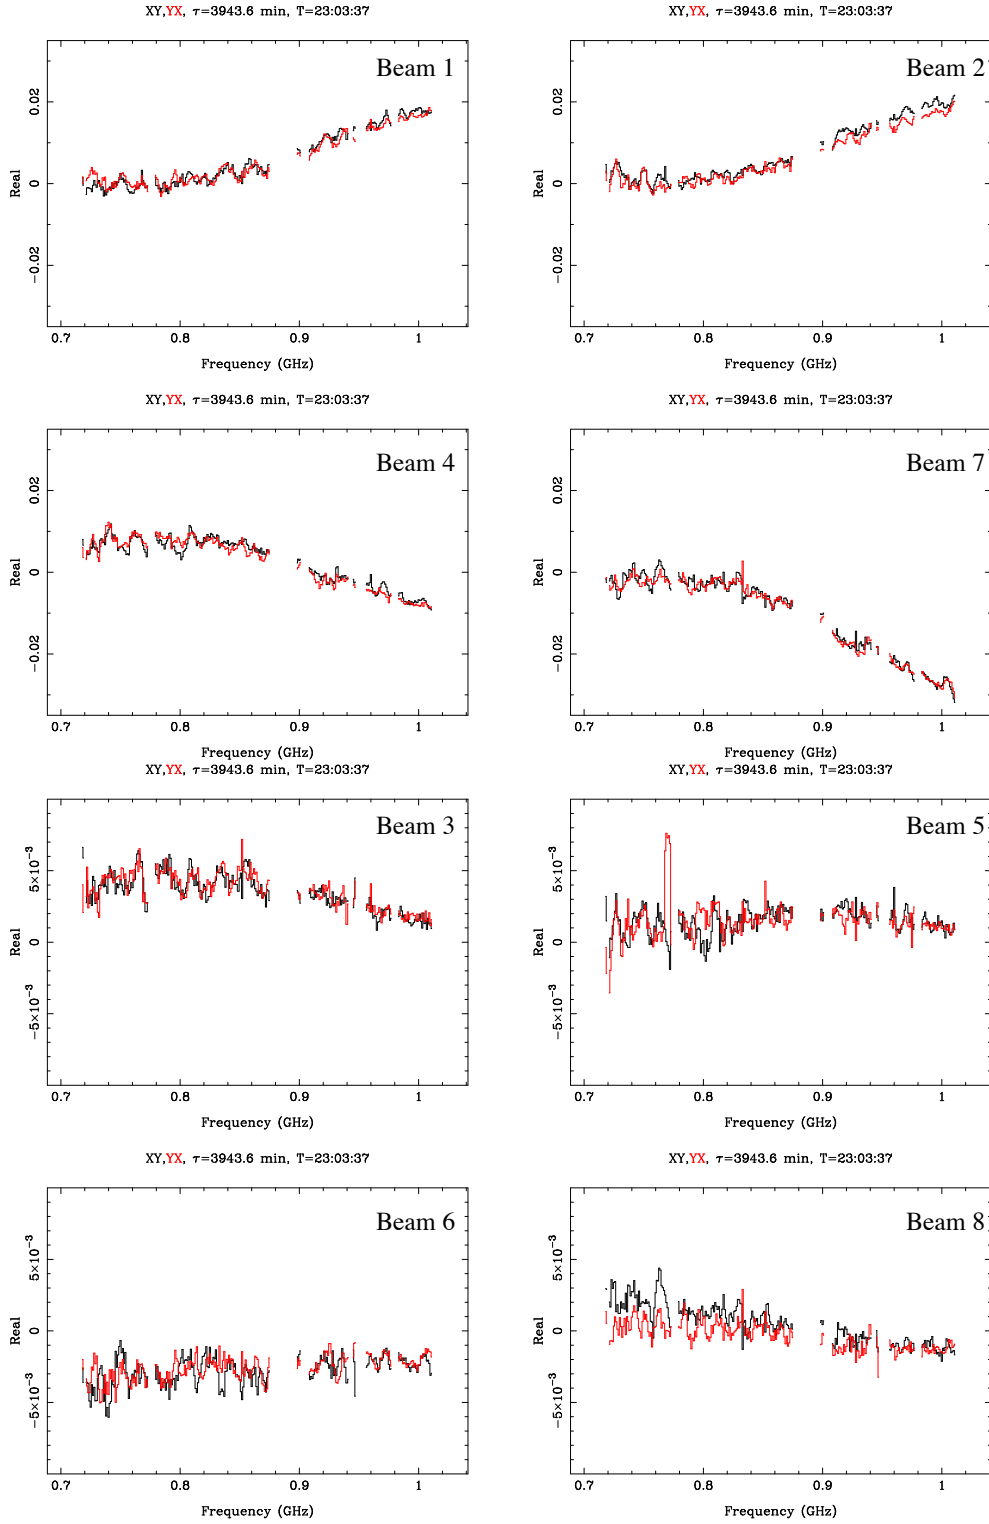 XY,YX, τ=3943.6 min, T=23:03:37
Beam 1
Real
0.02
0
−0.02
0.7 0.8 0.9 1
Frequency (GHz)
XY,YX, τ=3943.6 min, T=23:03:37
Beam 2
Real
0.02
0
−0.02
0.7 0.8 0.9 1
Frequency (GHz)
XY,YX, τ=3943.6 min, T=23:03:37
Beam 4
Real
0.02
0
−0.02
0.7 0.8 0.9 1
Frequency (GHz)
XY,YX, τ=3943.6 min, T=23:03:37
Beam 7
Real
0.02
0
−0.02
0.7 0.8 0.9 1
Frequency (GHz)
XY,YX, τ=3943.6 min, T=23:03:37
Beam 3
Real
5×10⁻³
0
−5×10⁻³
0.7 0.8 0.9 1
Frequency (GHz)
XY,YX, τ=3943.6 min, T=23:03:37
Beam 5
Real
5×10⁻³
0
−5×10⁻³
0.7 0.8 0.9 1
Frequency (GHz)
XY,YX, τ=3943.6 min, T=23:03:37
Beam 6
Real
5×10⁻³
0
−5×10⁻³
0.7 0.8 0.9 1
Frequency (GHz)
XY,YX, τ=3943.6 min, T=23:03:37
Beam 8
Real
5×10⁻³
0
−5×10⁻³
0.7 0.8 0.9 1
Frequency (GHz)